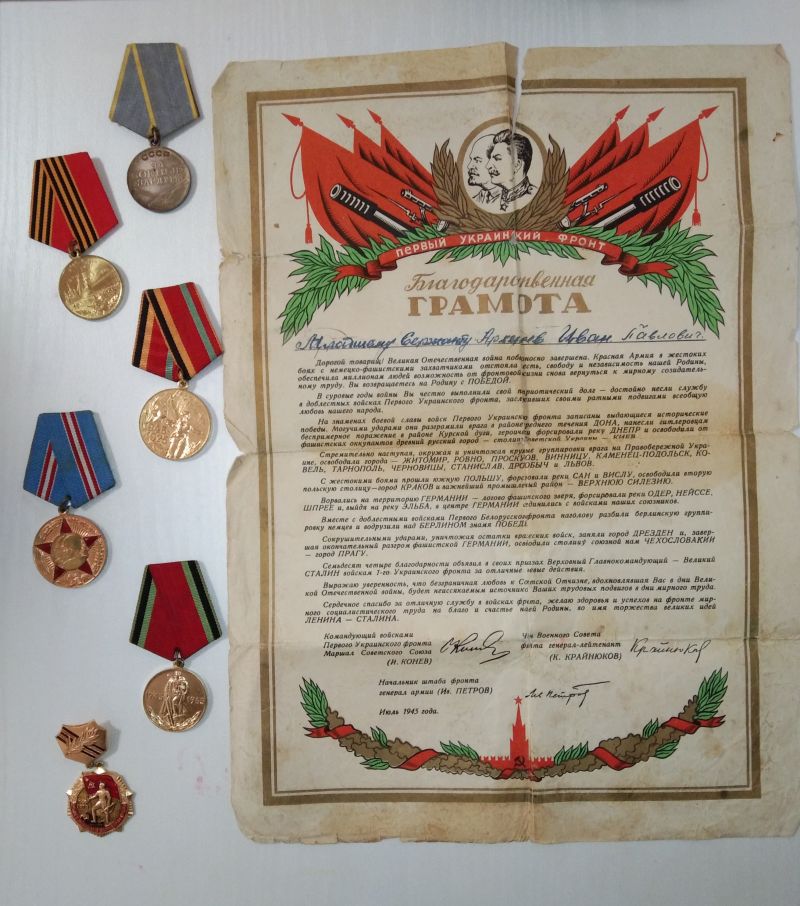 СССР
ПЕРВЫЙ УКРАИНСКИЙ ФРОНТ
Благодарственная
ГРАМОТА
Младшему Сержанту Иван Павлович.
Дорогой товарищ! Великая Отечественная война победоносно завершена. Красная Армия в жестоких
боях с немецко-фашистскими захватчиками отстояла честь, свободу и независимость нашей Родины,
обеспечила миллионам людей возможность от фронтовой жизни снова вернуться к мирному созидатель-
ному труду. Вы возвращаетесь на Родину с ПОБЕДОЙ.
В суровые годы войны Вы честно выполнили свой патриотический долг — достойно несли службу
в доблестных войсках Первого Украинского фронта, заслужив своими ратными подвигами всеобщую
любовь нашего народа.
На знаменах боевой славы войск Первого Украинского фронта записаны выдающиеся исторические
победы. Могучими ударами они разгромили врага в районе среднего течения ДОНА, нанесли гитлеровцам
беспримерное поражение в районе Курской дуги, героически форсировали реку ДНЕПР и освободили от
фашистских оккупантов древний русский город — столицу Советской Украины — КИЕВ.
Стремительно наступая, окружая и уничтожая крупные группировки врага на Правобережной Укра-
ине, освободили города — ЖИТОМИР, РОВНО, ПРОСКУРОВ, ВИННИЦУ, КАМЕНЕЦ-ПОДОЛЬСК, КО-
ВЕЛЬ, ТАРНОПОЛЬ, ЧЕРНОВИЦЫ, СТАНИСЛАВ, ДРОГОБЫЧ и ЛЬВОВ.
С жестокими боями прошли южную ПОЛЬШУ, форсировали реки САН и ВИСЛУ, освободили вторую
польскую столицу—город КРАКОВ и важнейший промышленный район — ВЕРХНЮЮ СИЛЕЗИЮ.
Ворвались на территорию ГЕРМАНИИ — логово фашистского зверя, форсировали реки ОДЕР, НЕЙССЕ,
ШПРЕЕ и, выйдя на реку ЭЛЬБА, в центре ГЕРМАНИИ соединились с войсками наших союзников.
Вместе с доблестными войсками Первого Белорусского фронта наголову разбили берлинскую группи-
ровку немцев и водрузили над БЕРЛИНОМ знамя ПОБЕДЫ.
Сокрушительными ударами, уничтожая остатки вражеских войск, заняли город ДРЕЗДЕН и, завер-
шая окончательный разгром фашистской ГЕРМАНИИ, освободили столицу союзной нам ЧЕХОСЛОВАКИИ
— город ПРАГУ.
Семьдесят четыре благодарности объявил в своих приказах Верховный Главнокомандующий — Великий
СТАЛИН войскам 1-го Украинского фронта за отличные боевые действия.
Выражаю уверенность, что безграничная любовь к Советской Отчизне, вдохновлявшая Вас в дни Вели-
кой Отечественной войны, будет неиссякаемым источником Ваших трудовых подвигов в дни мирного труда.
Сердечное спасибо за отличную службу в войсках фронта, желаю здоровья и успехов на фронте мир-
ного социалистического труда на благо и счастье нашей Родины, во имя торжества великих идей
ЛЕНИНА — СТАЛИНА.
Командующий войсками
Первого Украинского фронта
Маршал Советского Союза
(И. КОНЕВ)
Член Военного Совета
фронта генерал-лейтенант
(К. КРАЙНЮКОВ)
Крайнюков
Начальник штаба фронта
генерал армии (Ив. ПЕТРОВ)
Июль 1945 года.